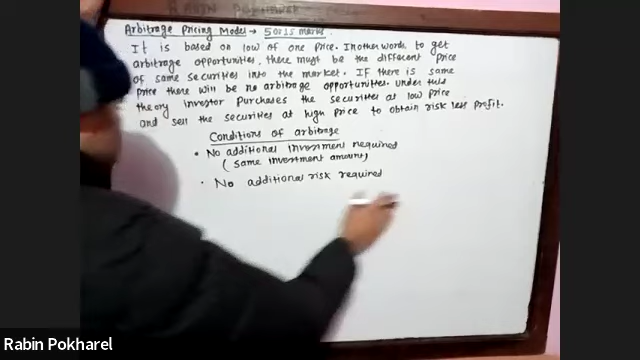 Arbitrage Pricing Model → 5 or 15 marks.
It is based on low of one price. In other words to get
arbitrage opportunities, there must be the different price
of same securities into the market. If there is same
price there will be no arbitrage opportunities. Under this
theory investor purchases the securities at low price
and sell the securities at high price to obtain risk less profit.
Conditions of arbitrage
• No additional investment required
(same investment amount)
• No additional risk required
Rabin Pokharel